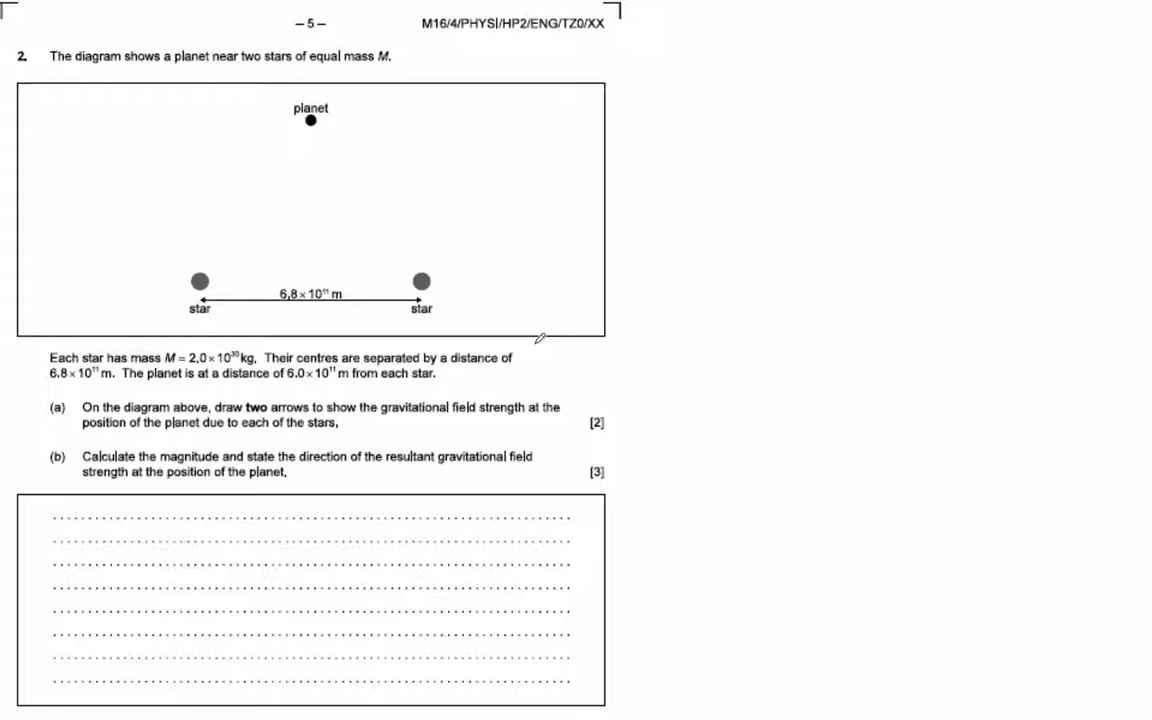 – 5 –
M16/4/PHYSI/HP2/ENG/TZ0/XX
2. The diagram shows a planet near two stars of equal mass M.
planet
6.8 × 10¹¹ m
star
star
Each star has mass M = 2.0 × 10³⁰ kg. Their centres are separated by a distance of
6.8 × 10¹¹ m. The planet is at a distance of 6.0 × 10¹¹ m from each star.
(a) On the diagram above, draw two arrows to show the gravitational field strength at the
position of the planet due to each of the stars. [2]
(b) Calculate the magnitude and state the direction of the resultant gravitational field
strength at the position of the planet. [3]